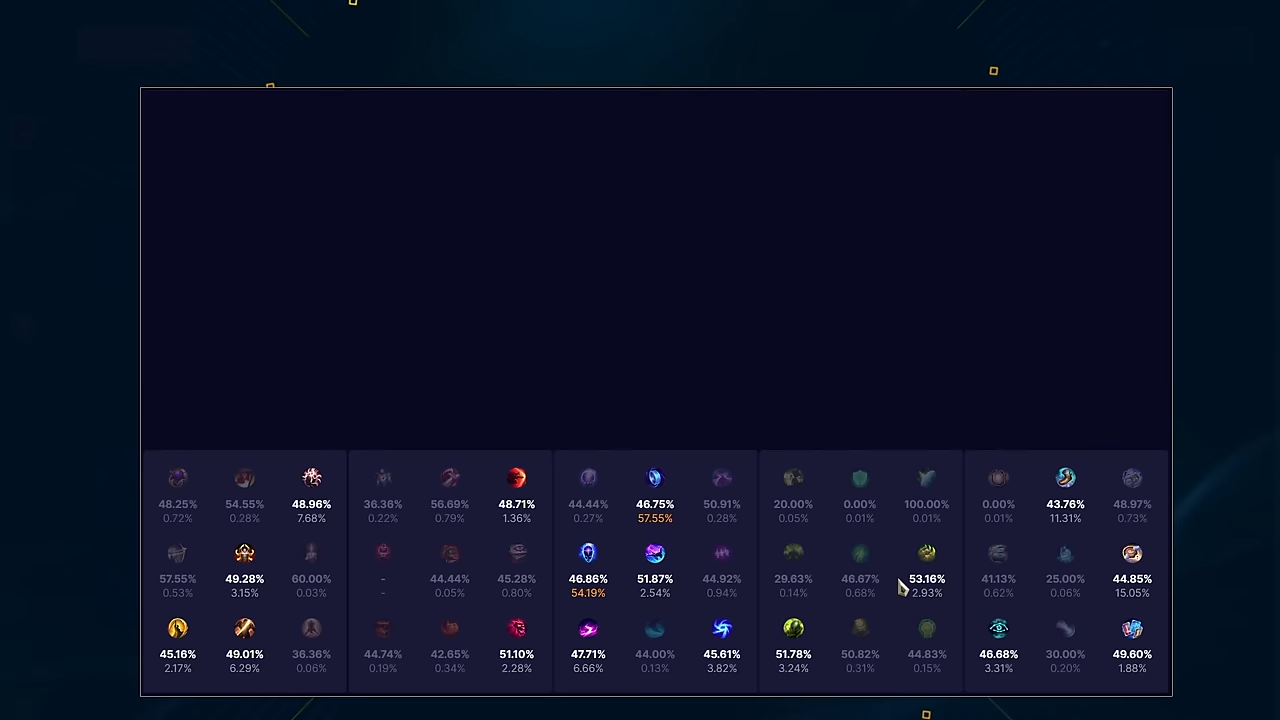 48.25% 54.55% 48.96% 36.36% 56.69% 48.71% 44.44% 46.75% 50.91% 20.00% 0.00% 100.00% 0.00% 43.76% 48.97%
0.72% 0.28% 7.68% 0.22% 0.79% 1.36% 0.27% 57.55% 0.28% 0.05% 0.01% 0.01% 0.01% 11.31% 0.73%
57.55% 49.28% 60.00% - 44.44% 45.28% 46.86% 51.87% 44.92% 29.63% 46.67% 53.16% 41.13% 25.00% 44.85%
0.53% 3.15% 0.03% - 0.05% 0.80% 54.19% 2.54% 0.94% 0.14% 0.68% 2.93% 0.62% 0.06% 15.05%
45.16% 49.01% 36.36% 44.74% 42.65% 51.10% 47.71% 44.00% 45.61% 51.78% 50.82% 44.83% 46.68% 30.00% 49.60%
2.17% 6.29% 0.06% 0.19% 0.34% 2.28% 6.66% 0.13% 3.82% 3.24% 0.31% 0.15% 3.31% 0.20% 1.88%